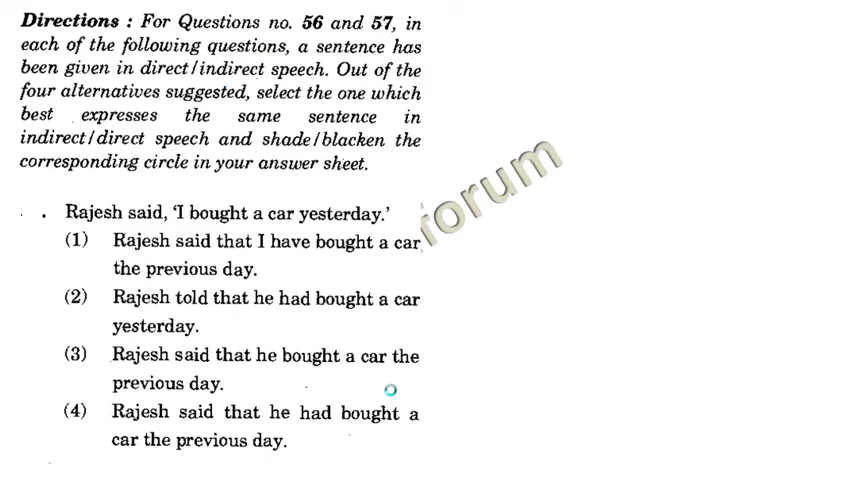 Directions : For Questions no. 56 and 57, in
each of the following questions, a sentence has
been given in direct/indirect speech. Out of the
four alternatives suggested, select the one which
best expresses the same sentence in
indirect/direct speech and shade/blacken the
corresponding circle in your answer sheet.
forum
. Rajesh said, ‘I bought a car yesterday.’
(1) Rajesh said that I have bought a car
the previous day.
(2) Rajesh told that he had bought a car
yesterday.
(3) Rajesh said that he bought a car the
previous day.
(4) Rajesh said that he had bought a
car the previous day.